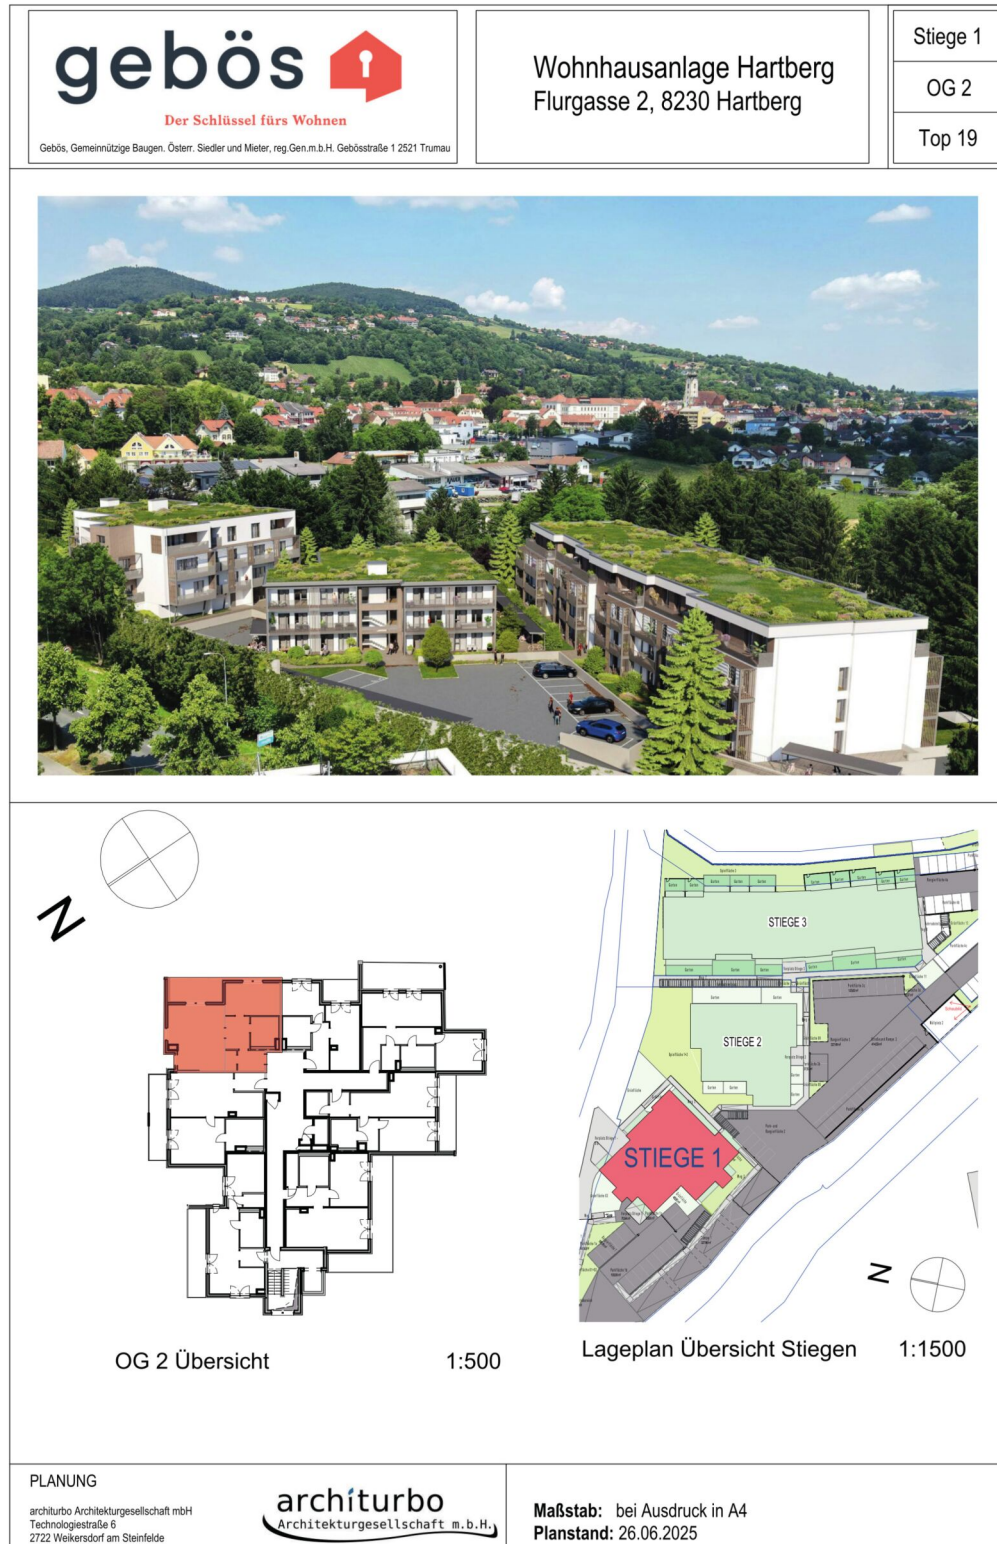 gebös
Der Schlüssel fürs Wohnen
Gebös, Gemeinnützige Baugen. Österr. Siedler und Mieter, reg.Gen.m.b.H. Gebösstraße 1 2521 Trumau
Wohnhausanlage Hartberg
Flurgasse 2, 8230 Hartberg
Stiege 1
OG 2
Top 19
N
STIEGE 3
STIEGE 2
STIEGE 1
N
OG 2 Übersicht 1:500
Lageplan Übersicht Stiegen 1:1500
PLANUNG
architurbo Architekturgesellschaft mbH
Technologiestraße 6
2722 Weikersdorf am Steinfelde
architurbo
Architekturgesellschaft m.b.H.
Maßstab: bei Ausdruck in A4
Planstand: 26.06.2025